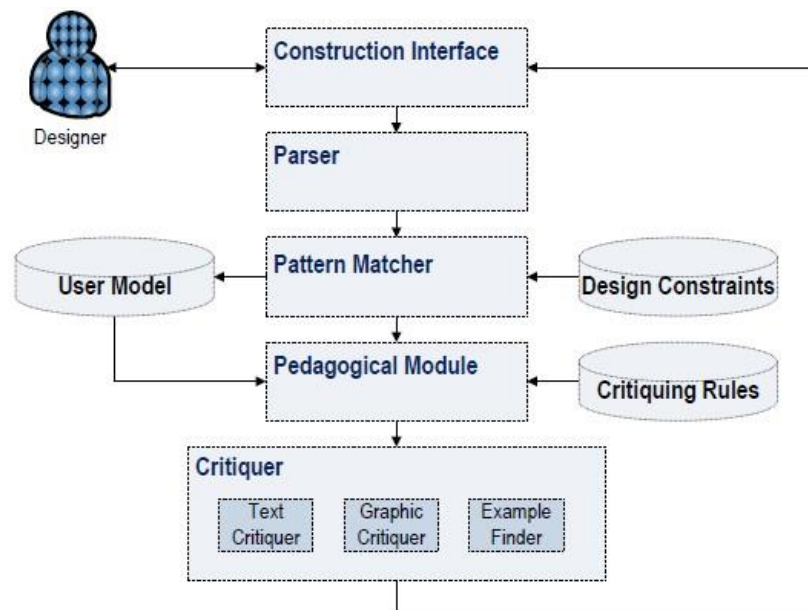 Construction Interface
Designer
Parser
Pattern Matcher
User Model
Design Constraints
Pedagogical Module
Critiquing Rules
Critiquer
Text
Critiquer
Graphic
Critiquer
Example
Finder